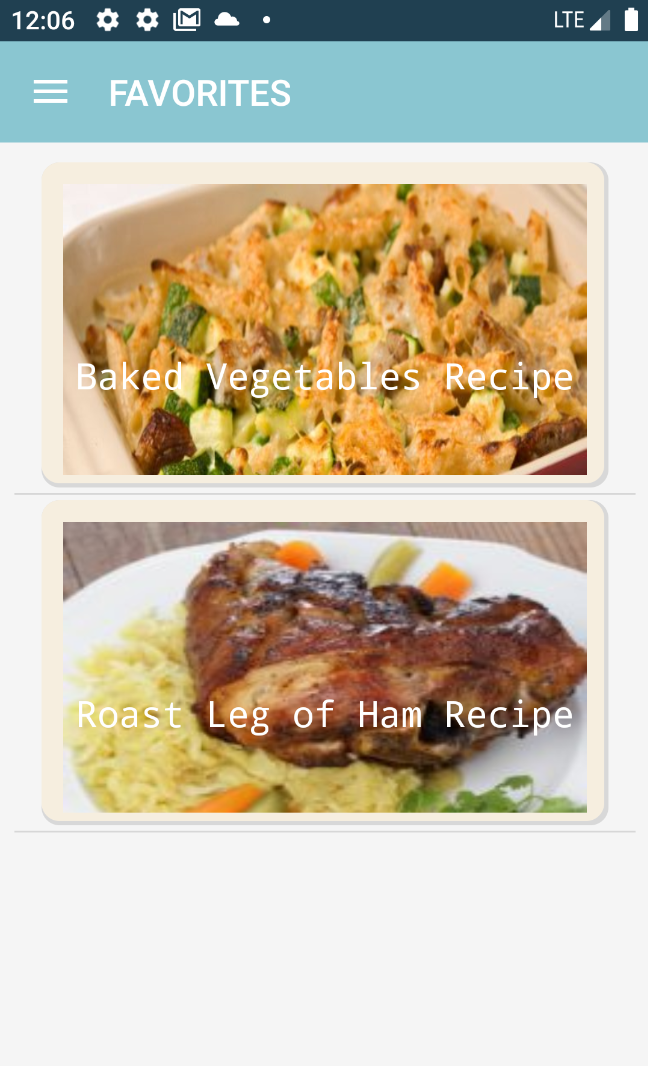 12:06
LTE
FAVORITES
Baked Vegetables Recipe
Roast Leg of Ham Recipe